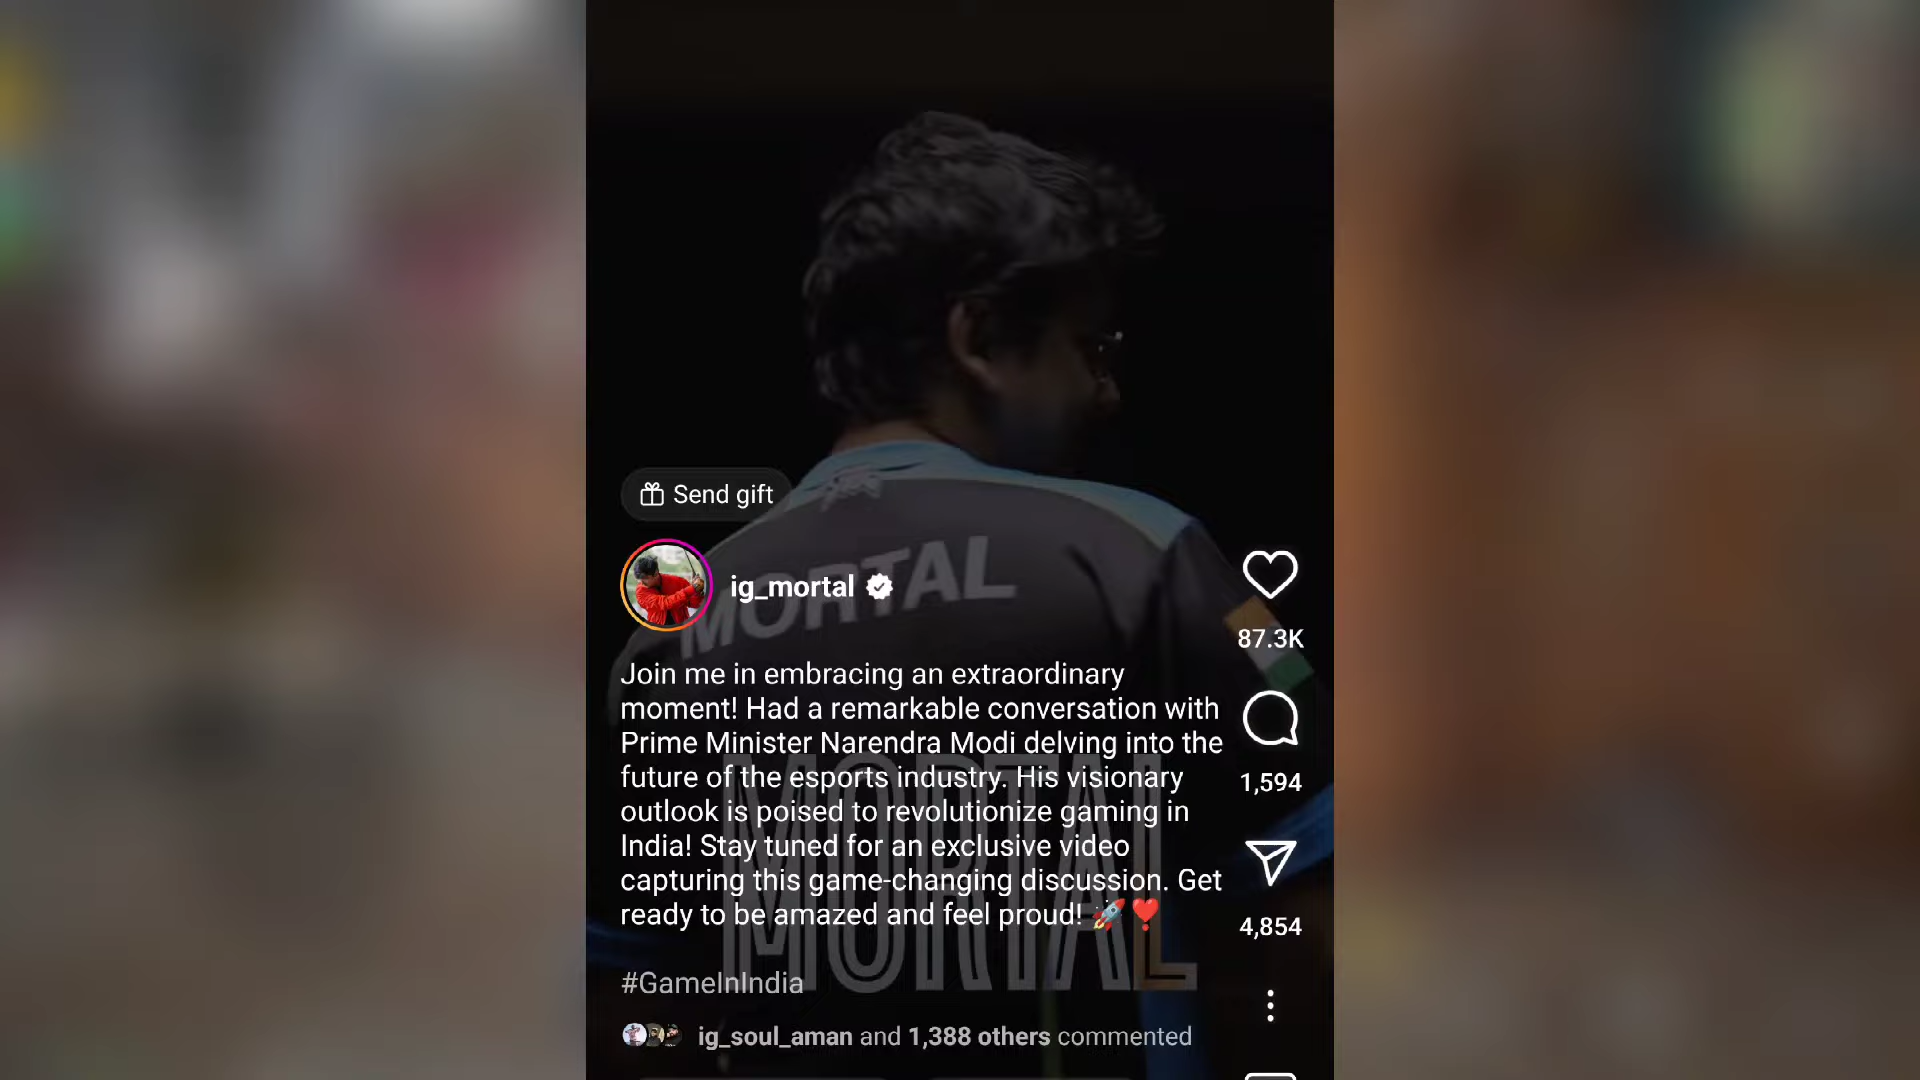 Send gift
ig_mortal
MORTAL
87.3K
Join me in embracing an extraordinary
moment! Had a remarkable conversation with
Prime Minister Narendra Modi delving into the
future of the esports industry. His visionary
outlook is poised to revolutionize gaming in
India! Stay tuned for an exclusive video
capturing this game-changing discussion. Get
ready to be amazed and feel proud! 🚀❣️
1,594
4,854
MORTAL
#GameInIndia
ig_soul_aman and 1,388 others commented